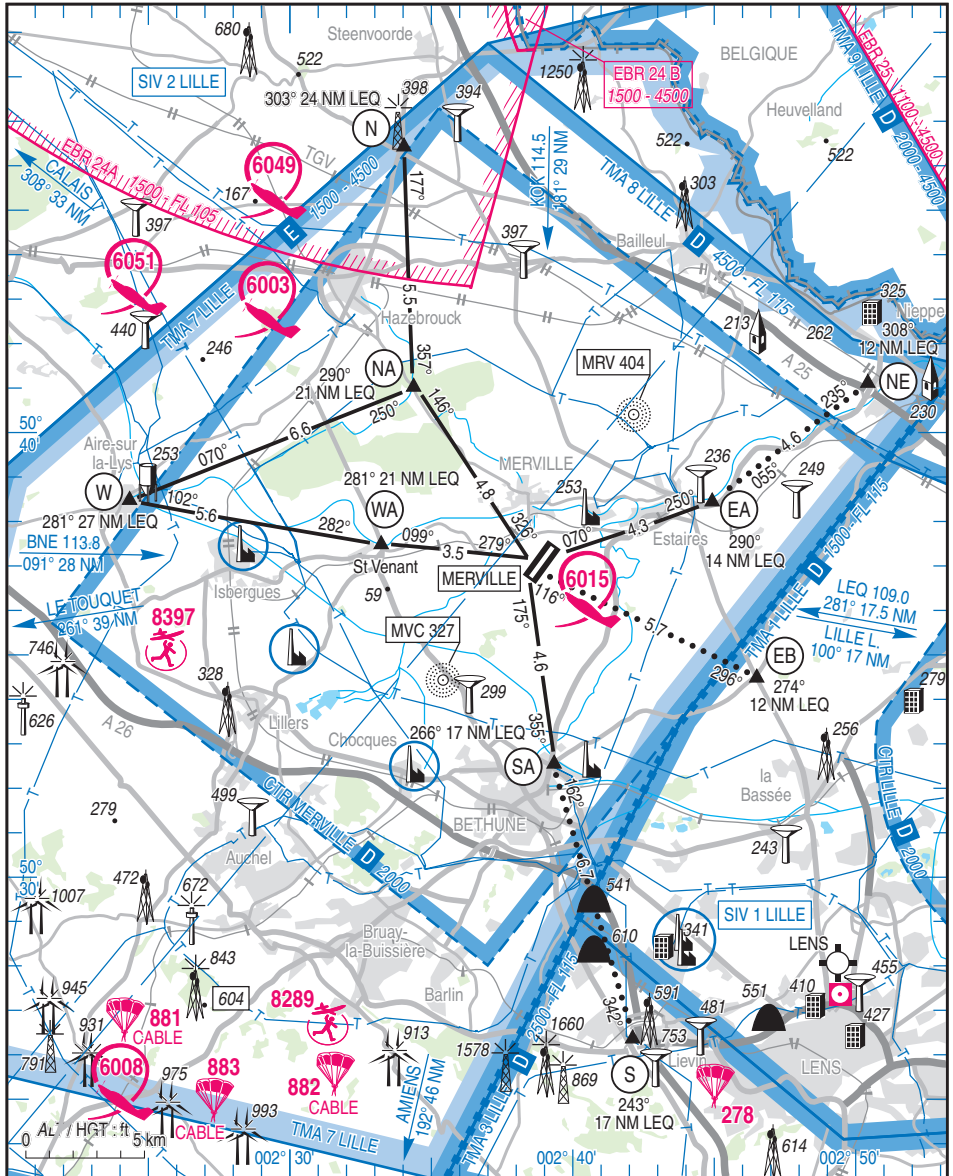 680
Steenvoorde
BELGIQUE
522
SIV 2 LILLE
1250
EBR 24 B
1500 - 4500
TMA 9 LILLE D 2000-4500
EBR 25 1100-4500
303° 24 NM LEQ
398
394
Heuvelland
N
522
522
TGV
KOK 114.5
181° 29 NM
EBR 24A 1500 - FL 105
CALAIS
308° 33 NM
6049
167
177°
TMA 8 LILLE D 4500 - FL 115
303
397
397
Bailleul
6051
6003
TMA 7 LILLE E 1500 - 4500
5.5
440
Hazebrouck
325
Nieppe
213
262
308°
12 NM LEQ
246
A 25
MRV 404
357°
NA
290°
21 NM LEQ
NE
235°
250°
146°
230
50°
40'
Aire-sur
la-Lys
6.6
070°
4.6
055°
253
281° 21 NM LEQ
4.8
MERVILLE
236
249
W
102°
253
250°
281° 27 NM LEQ
5.6
WA
326°
EA
282°
099°
279°
070°
4.3
Estaires
290°
14 NM LEQ
BNE 113.8
091° 28 NM
3.5
St Venant
MERVILLE
6015
Isbergues
59
116°
TMA 1 LILLE D 1500 - FL 115
LE TOUQUET
261° 39 NM
175°
LEQ 109.0
281° 17.5 NM
8397
MVC 327
5.7
LILLE L.
100° 17 NM
746
4.6
EB
296°
274°
12 NM LEQ
328
299
279
626
Lillers
A 26
266° 17 NM LEQ
355°
256
Chocques
SA
la
Bassée
162°
279
499
CTR MERVILLE D 2000
BETHUNE
CTR LILLE D 2000
243
Auchel
6.7
50°
30'
472
541
1007
672
SIV 1 LILLE
Bruay-
la-Buissière
610
341
LENS
843
455
945
604
8289
Barlin
591
551
410
881
CABLE
342°
481
931
913
753
427
1660
791
1578
Lievin
LENS
6008
883
CABLE
882
CABLE
869
S
975
AMIENS
192° 46 NM
TMA 3 LILLE D 2500 - FL 115
243°
17 NM LEQ
278
993
ALT / HGT : ft
0
5 km
TMA 7 LILLE
614
002° 30'
002° 40'
002° 50'